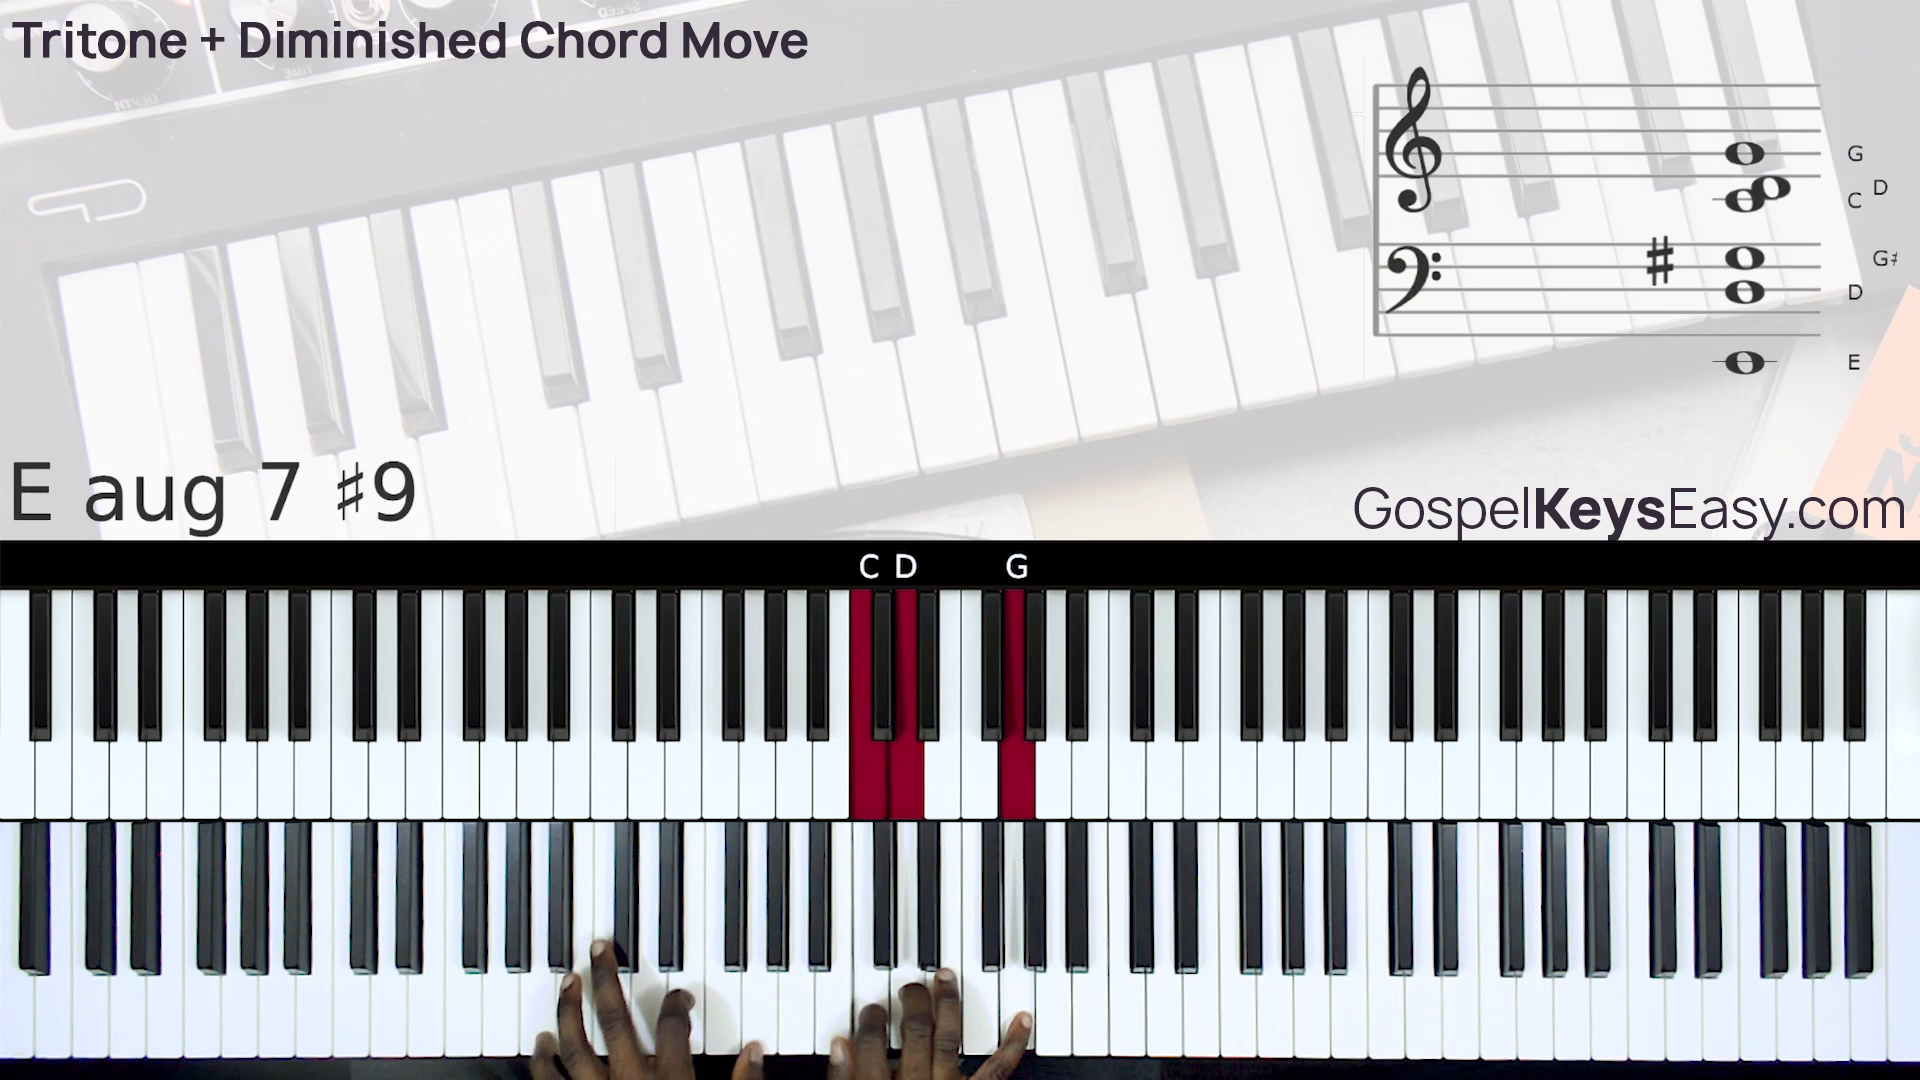 Tritone + Diminished Chord Move
G
D
C
G♯
D
E
E aug 7 ♯9
GospelKeysEasy.com
C D G